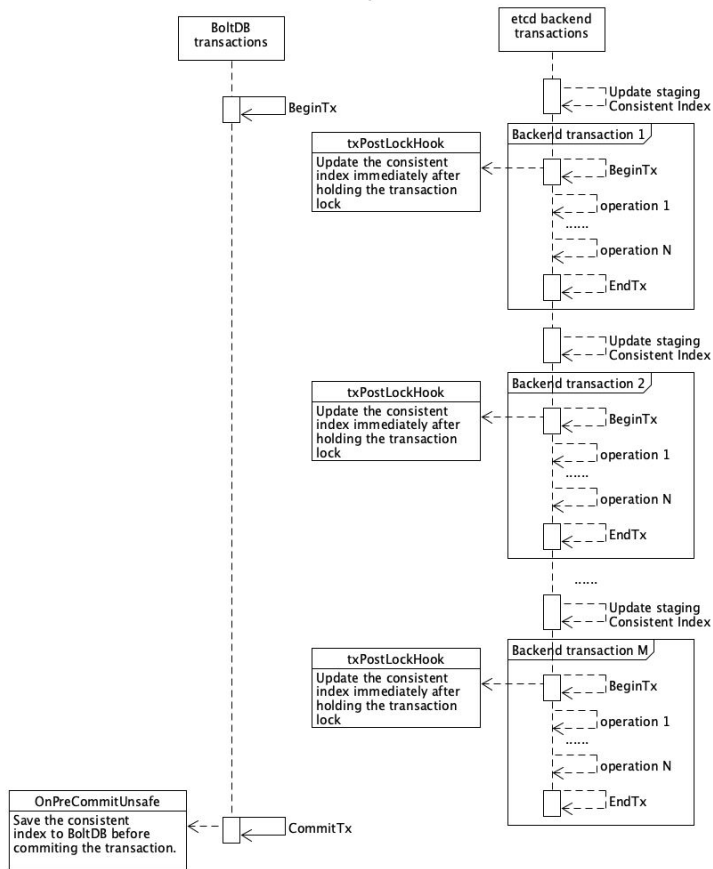 BoltDB
transactions
etcd backend
transactions
Update staging
Consistent Index
BeginTx
Backend transaction 1
txPostLockHook
Update the consistent
index immediately after
holding the transaction
lock
BeginTx
operation 1
......
operation N
EndTx
Update staging
Consistent Index
Backend transaction 2
txPostLockHook
Update the consistent
index immediately after
holding the transaction
lock
BeginTx
operation 1
......
operation N
EndTx
......
Update staging
Consistent Index
Backend transaction M
txPostLockHook
Update the consistent
index immediately after
holding the transaction
lock
BeginTx
operation 1
......
operation N
EndTx
OnPreCommitUnsafe
Save the consistent
index to BoltDB before
commiting the transaction.
CommitTx